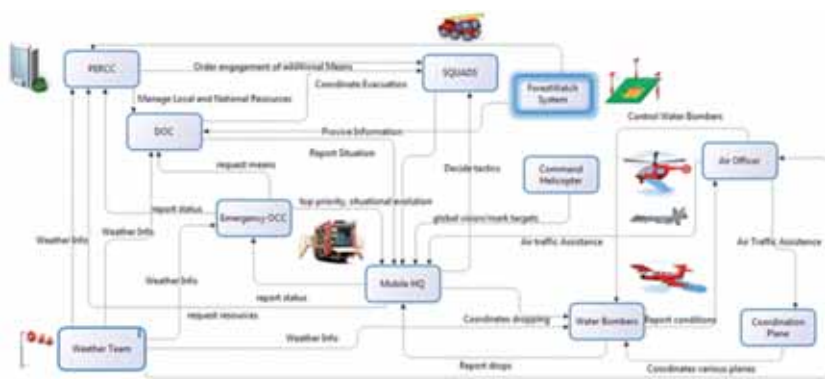 PERCC
Order engagement of additional Means
SQUADS
Coordinate Evacuation
ForestWatch
System
Manage Local and National Resources
Control Water Bombers
DOC
Provice Information
Report Situation
Air Officer
request means
Decide tactics
Command
Helicopter
top priority, situational evolution
report status
Emergency OCC
global vision/mark targets
Weather Info
Weather Info
Air traffic Assistance
Air Traffic Assistence
Weather Info
Mobile HQ
report status
request resources
Coordinates dropping
Water Bombers
Report conditions
Coordination
Plane
Weather Info
Weather Team
Report drops
Coordinates various planes